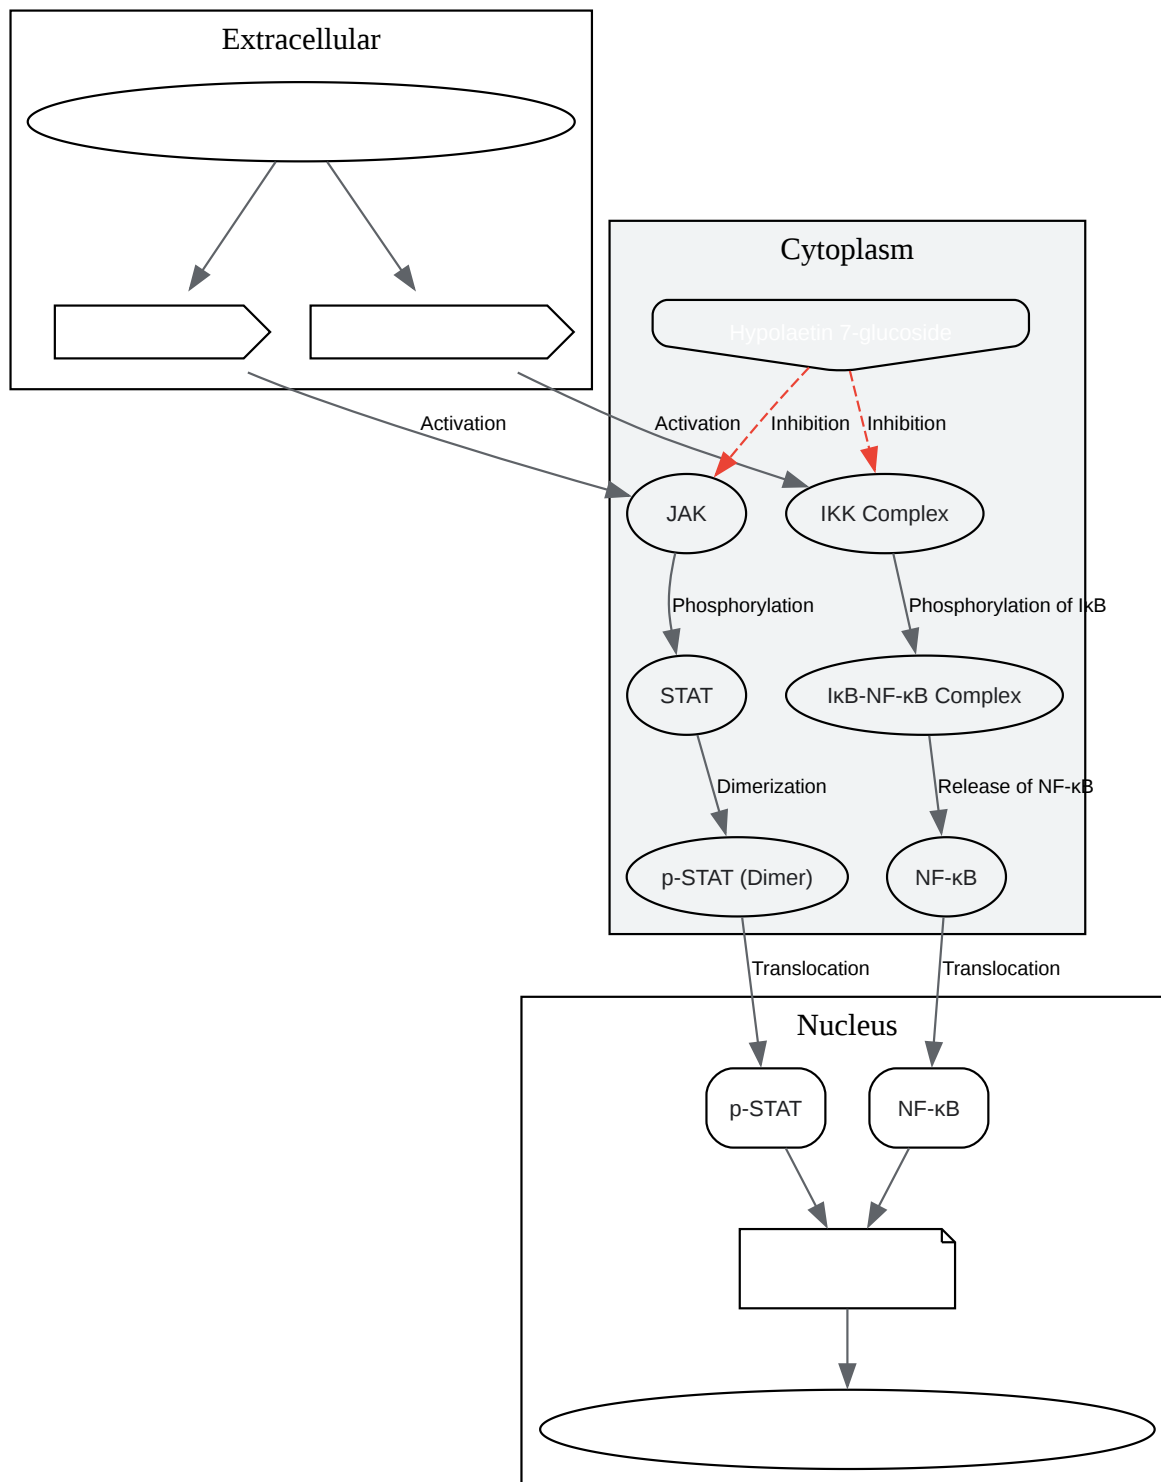 Extracellular
Cytoplasm
Hypolaetin 7-glucoside
Activation
Activation
Inhibition
Inhibition
JAK
IKK Complex
Phosphorylation
Phosphorylation of IκB
STAT
IκB-NF-κB Complex
Dimerization
Release of NF-κB
p-STAT (Dimer)
NF-κB
Translocation
Translocation
Nucleus
p-STAT
NF-κB